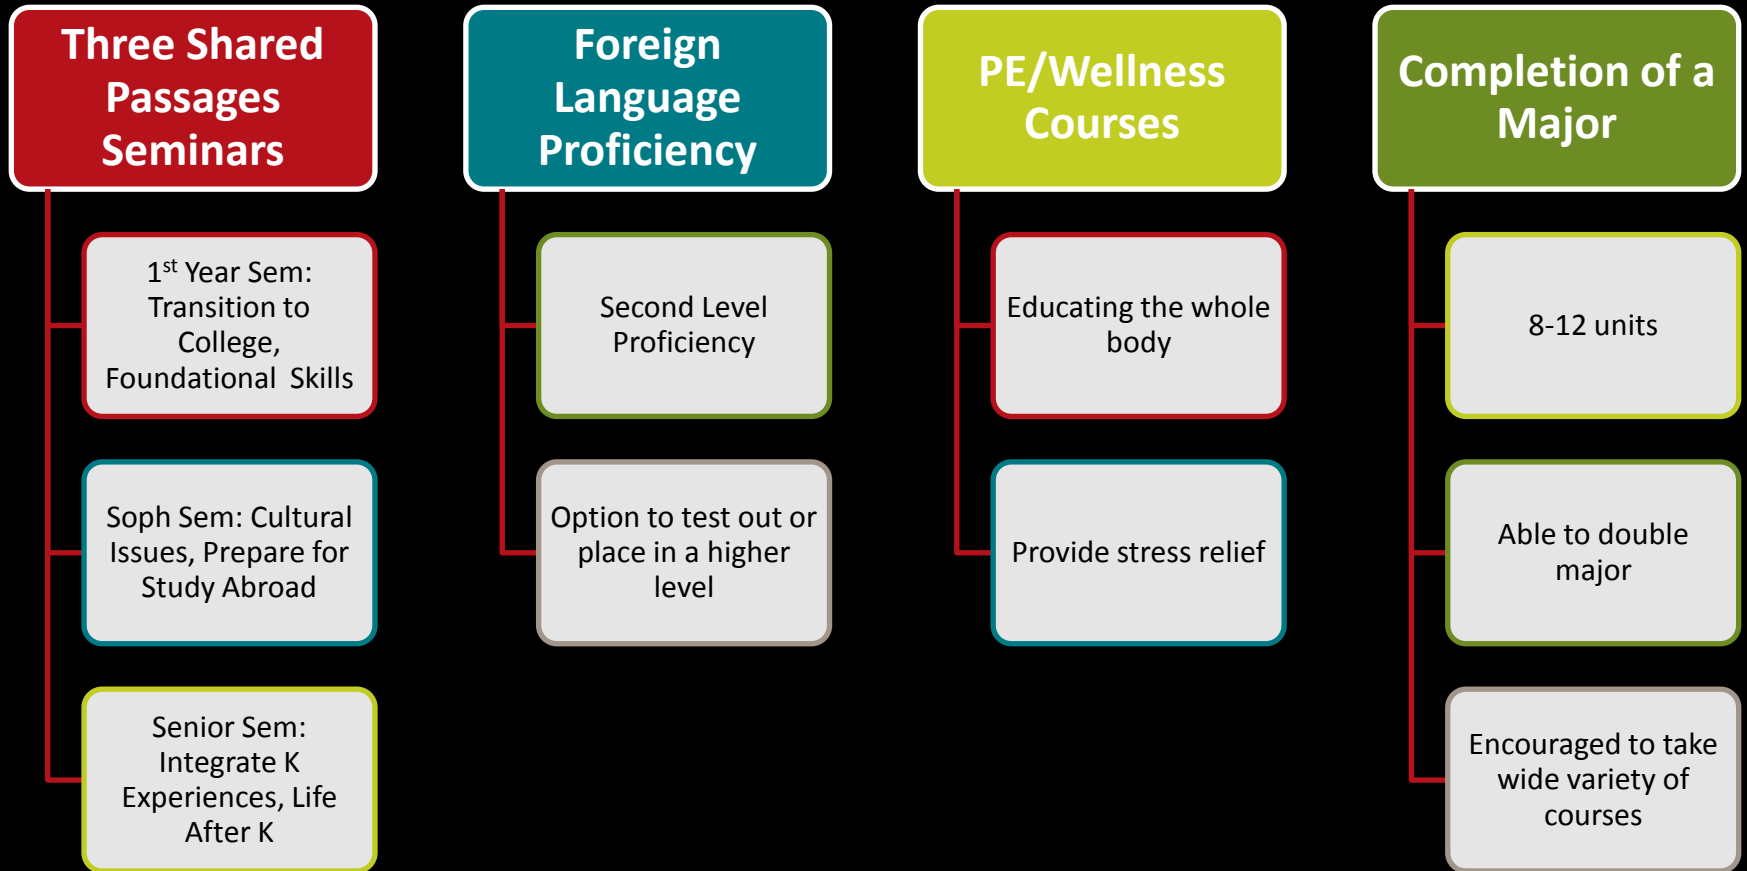 Three Shared
Passages
Seminars
1st Year Sem:
Transition to
College,
Foundational Skills
Soph Sem: Cultural
Issues, Prepare for
Study Abroad
Senior Sem:
Integrate K
Experiences, Life
After K
Foreign
Language
Proficiency
Second Level
Proficiency
Option to test out or
place in a higher
level
PE/Wellness
Courses
Educating the whole
body
Provide stress relief
Completion of a
Major
8-12 units
Able to double
major
Encouraged to take
wide variety of
courses